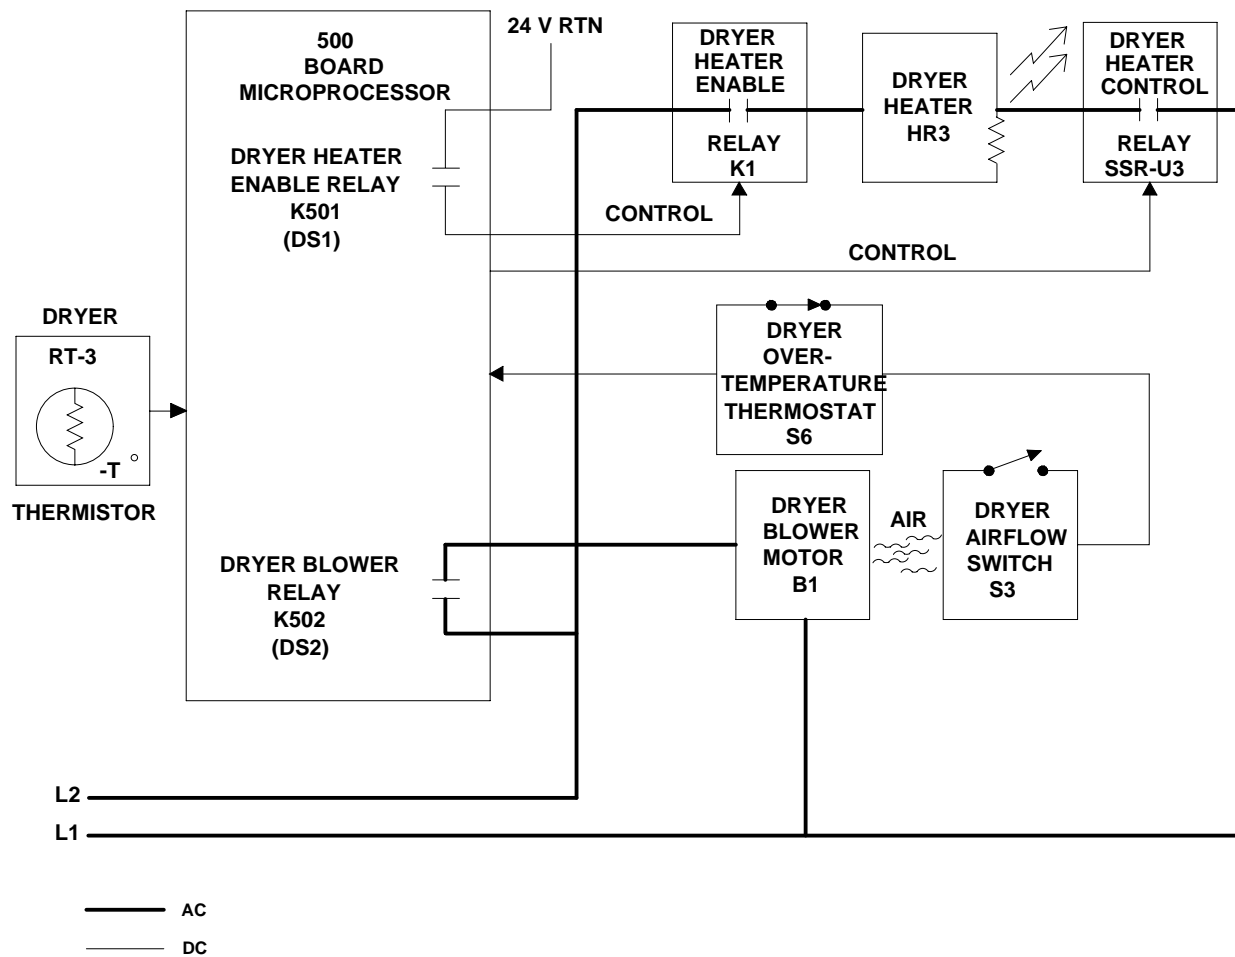 500
BOARD
MICROPROCESSOR
24 V RTN
DRYER HEATER
ENABLE RELAY
K501
(DS1)
DRYER
HEATER
ENABLE
RELAY
K1
DRYER
HEATER
HR3
DRYER
HEATER
CONTROL
RELAY
SSR-U3
CONTROL
CONTROL
DRYER
RT-3
-T °
THERMISTOR
DRYER
OVER-
TEMPERATURE
THERMOSTAT
S6
DRYER BLOWER
RELAY
K502
(DS2)
DRYER
BLOWER
MOTOR
B1
AIR
DRYER
AIRFLOW
SWITCH
S3
L2
L1
AC
DC